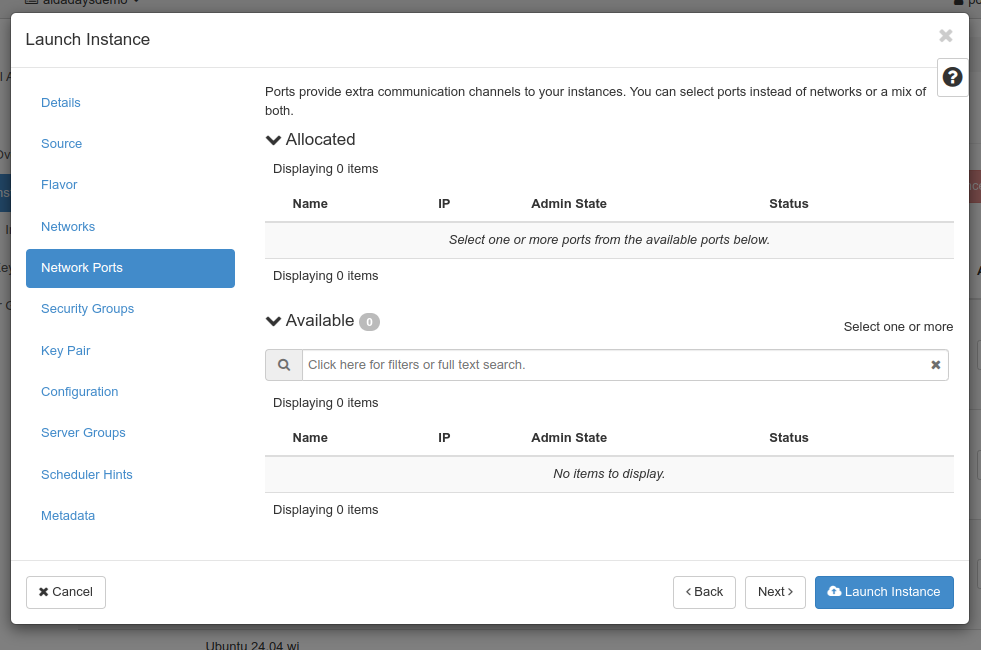 aldadaysdemo
Launch Instance
Details
Source
Flavor
Networks
Network Ports
Security Groups
Key Pair
Configuration
Server Groups
Scheduler Hints
Metadata
Ports provide extra communication channels to your instances. You can select ports instead of networks or a mix of
both.
Allocated
Displaying 0 items
Name IP Admin State Status
Select one or more ports from the available ports below.
Displaying 0 items
Available 0
Select one or more
Click here for filters or full text search.
Displaying 0 items
Name IP Admin State Status
No items to display.
Displaying 0 items
Cancel
Back
Next
Launch Instance
Ubuntu 24.04 wi